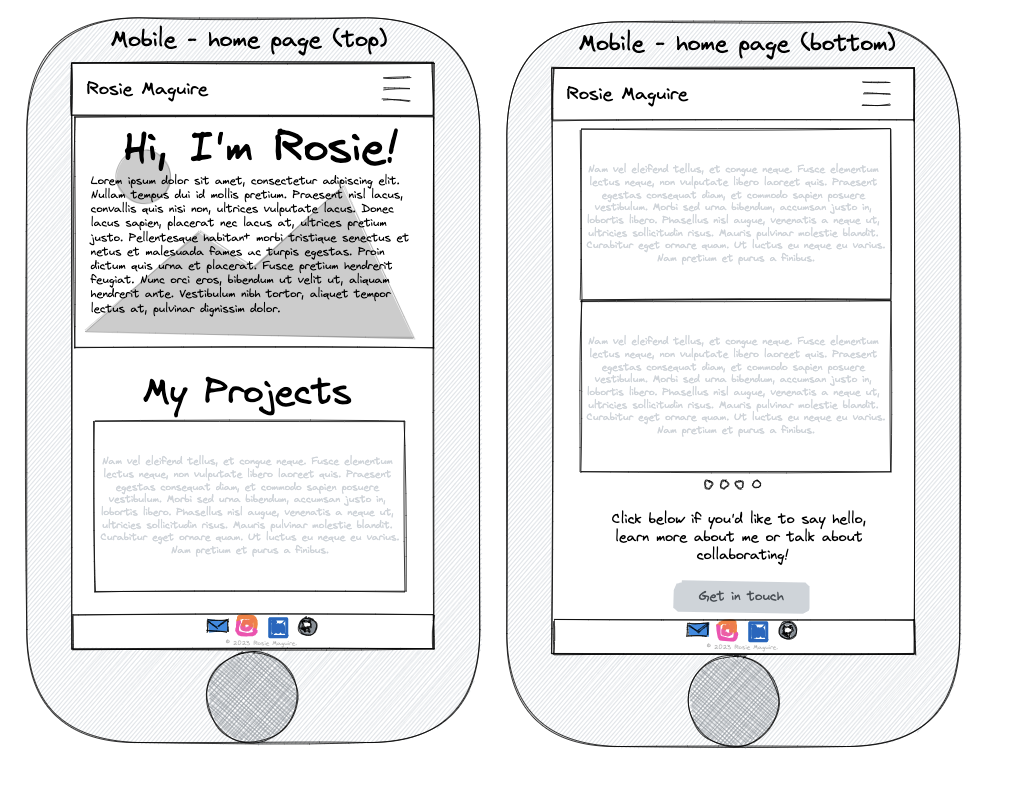 Mobile - home page (top)
Rosie Maguire
Hi, I'm Rosie!
Lorem ipsum dolor sit amet, consectetur adipiscing elit.
Nullam tempus dui id mollis pretium. Praesent nisl lacus,
convallis quis nisi non, ultrices vulputate lacus. Donec
lacus sapien, placerat nec lacus at, ultrices pretium
justo. Pellentesque habitant morbi tristique senectus et
netus et malesuada fames ac turpis egestas. Proin
dictum quis urna et placerat. Fusce pretium hendrerit
feugiat. Nunc orci eros, bibendum ut velit ut, aliquam
hendrerit ante. Vestibulum nibh tortor, aliquet tempor
lectus at, pulvinar dignissim dolor.
My Projects
Nam vel eleifend tellus, et congue neque. Fusce elementum
lectus neque, non vulputate libero lacreet quis. Praesent
egestas consequat diam, et commodo sapien posuere
vestibulum. Morbi sed urna bibendum, accumsan justo in,
lobortis libero. Phasellus nisl augue, venenatis a neque ut,
ultricies sollicitudin risus. Mauris pulvinar molestie blandit.
Curabitur eget ornare quam. Ut luctus eu neque eu varius.
Nam pretium et purus a finibus.
© 2023 Rosie Maguire
Mobile - home page (bottom)
Rosie Maguire
Nam vel eleifend tellus, et congue neque. Fusce elementum
lectus neque, non vulputate libero lacreet quis. Praesent
egestas consequat diam, et commodo sapien posuere
vestibulum. Morbi sed urna bibendum, accumsan justo in,
lobortis libero. Phasellus nisl augue, venenatis a neque ut,
ultricies sollicitudin risus. Mauris pulvinar molestie blandit.
Curabitur eget ornare quam. Ut luctus eu neque eu varius.
Nam pretium et purus a finibus.
Nam vel eleifend tellus, et congue neque. Fusce elementum
lectus neque, non vulputate libero lacreet quis. Praesent
egestas consequat diam, et commodo sapien posuere
vestibulum. Morbi sed urna bibendum, accumsan justo in,
lobortis libero. Phasellus nisl augue, venenatis a neque ut,
ultricies sollicitudin risus. Mauris pulvinar molestie blandit.
Curabitur eget ornare quam. Ut luctus eu neque eu varius.
Nam pretium et purus a finibus.
Click below if you'd like to say hello,
learn more about me or talk about
collaborating!
Get in touch
© 2023 Rosie Maguire